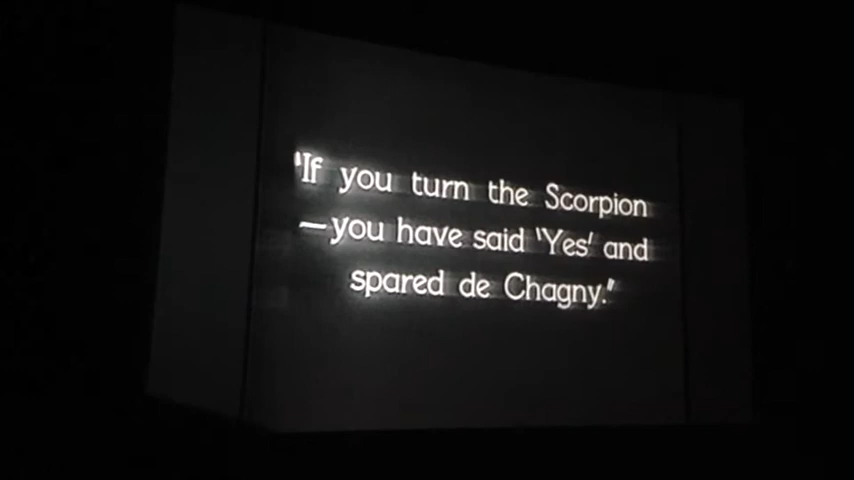 "If you turn the Scorpion
—you have said 'Yes' and
spared de Chagny."